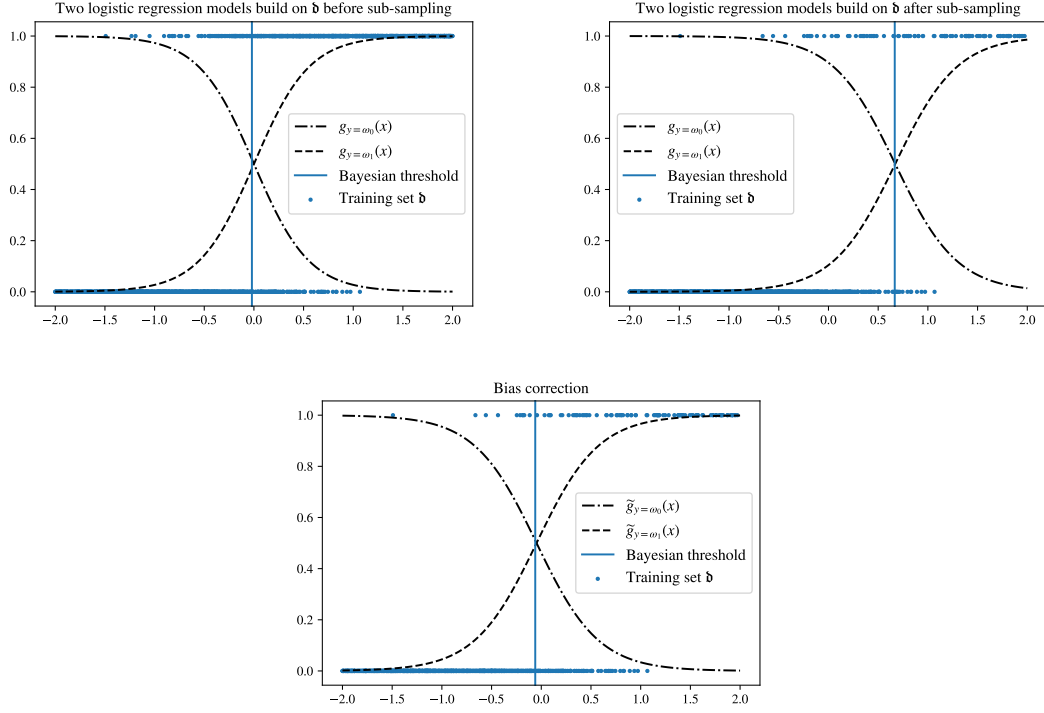 Two logistic regression models build on 𝔡 before sub-sampling
1.0
0.8
0.6
0.4
0.2
0.0
g_{y=ω_0}(x)
g_{y=ω_1}(x)
Bayesian threshold
Training set 𝔡
−2.0 −1.5 −1.0 −0.5 0.0 0.5 1.0 1.5 2.0
Two logistic regression models build on 𝔡 after sub-sampling
1.0
0.8
0.6
0.4
0.2
0.0
g_{y=ω_0}(x)
g_{y=ω_1}(x)
Bayesian threshold
Training set 𝔡
−2.0 −1.5 −1.0 −0.5 0.0 0.5 1.0 1.5 2.0
Bias correction
1.0
0.8
0.6
0.4
0.2
0.0
g̃_{y=ω_0}(x)
g̃_{y=ω_1}(x)
Bayesian threshold
Training set 𝔡
−2.0 −1.5 −1.0 −0.5 0.0 0.5 1.0 1.5 2.0